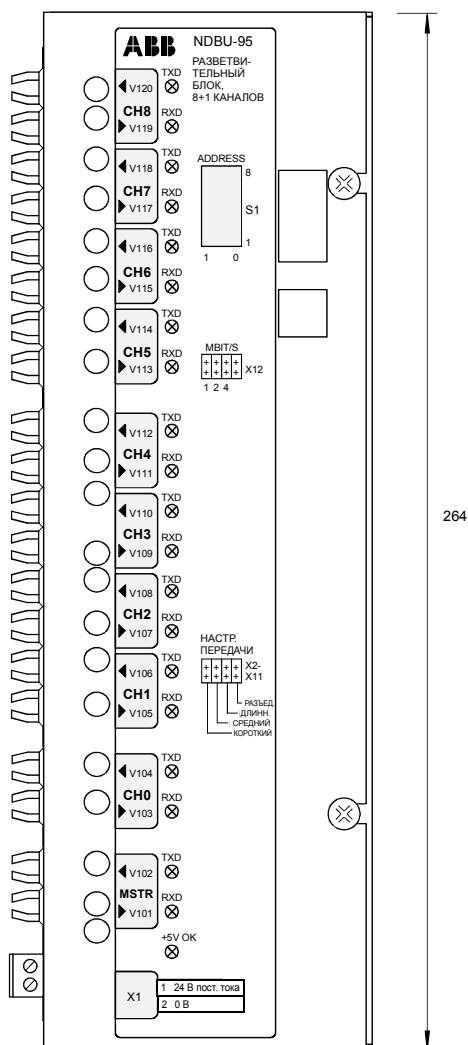 ABB NDBU-95
РАЗВЕТВИ-
ТЕЛЬНЫЙ
БЛОК,
8+1 КАНАЛОВ
TXD
V120
CH8
RXD
V119
TXD
V118
CH7
RXD
V117
TXD
V116
CH6
RXD
V115
TXD
V114
CH5
RXD
V113
ADDRESS
8
S1
1
1 0
MBIT/S
X12
1 2 4
TXD
V112
CH4
RXD
V111
TXD
V110
CH3
RXD
V109
TXD
V108
CH2
RXD
V107
TXD
V106
CH1
RXD
V105
НАСТР.
ПЕРЕДАЧИ
X2-
X11
РАЗЪЕД.
ДЛИНН.
СРЕДНИЙ
КОРОТКИЙ
TXD
V104
CH0
RXD
V103
TXD
V102
MSTR
RXD
V101
+5V OK
X1
1 24 В пост. тока
2 0 В
264